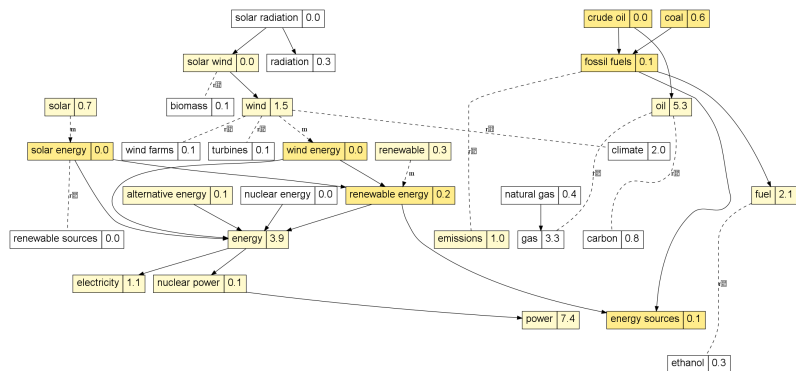 solar radiation 0.0
crude oil 0.0
coal 0.6
solar wind 0.0
radiation 0.3
fossil fuels 0.1
solar 0.7
biomass 0.1
wind 1.5
oil 5.3
m
m
solar energy 0.0
wind farms 0.1
turbines 0.1
wind energy 0.0
renewable 0.3
climate 2.0
m
alternative energy 0.1
nuclear energy 0.0
renewable energy 0.2
natural gas 0.4
fuel 2.1
renewable sources 0.0
energy 3.9
emissions 1.0
gas 3.3
carbon 0.8
electricity 1.1
nuclear power 0.1
power 7.4
energy sources 0.1
ethanol 0.3